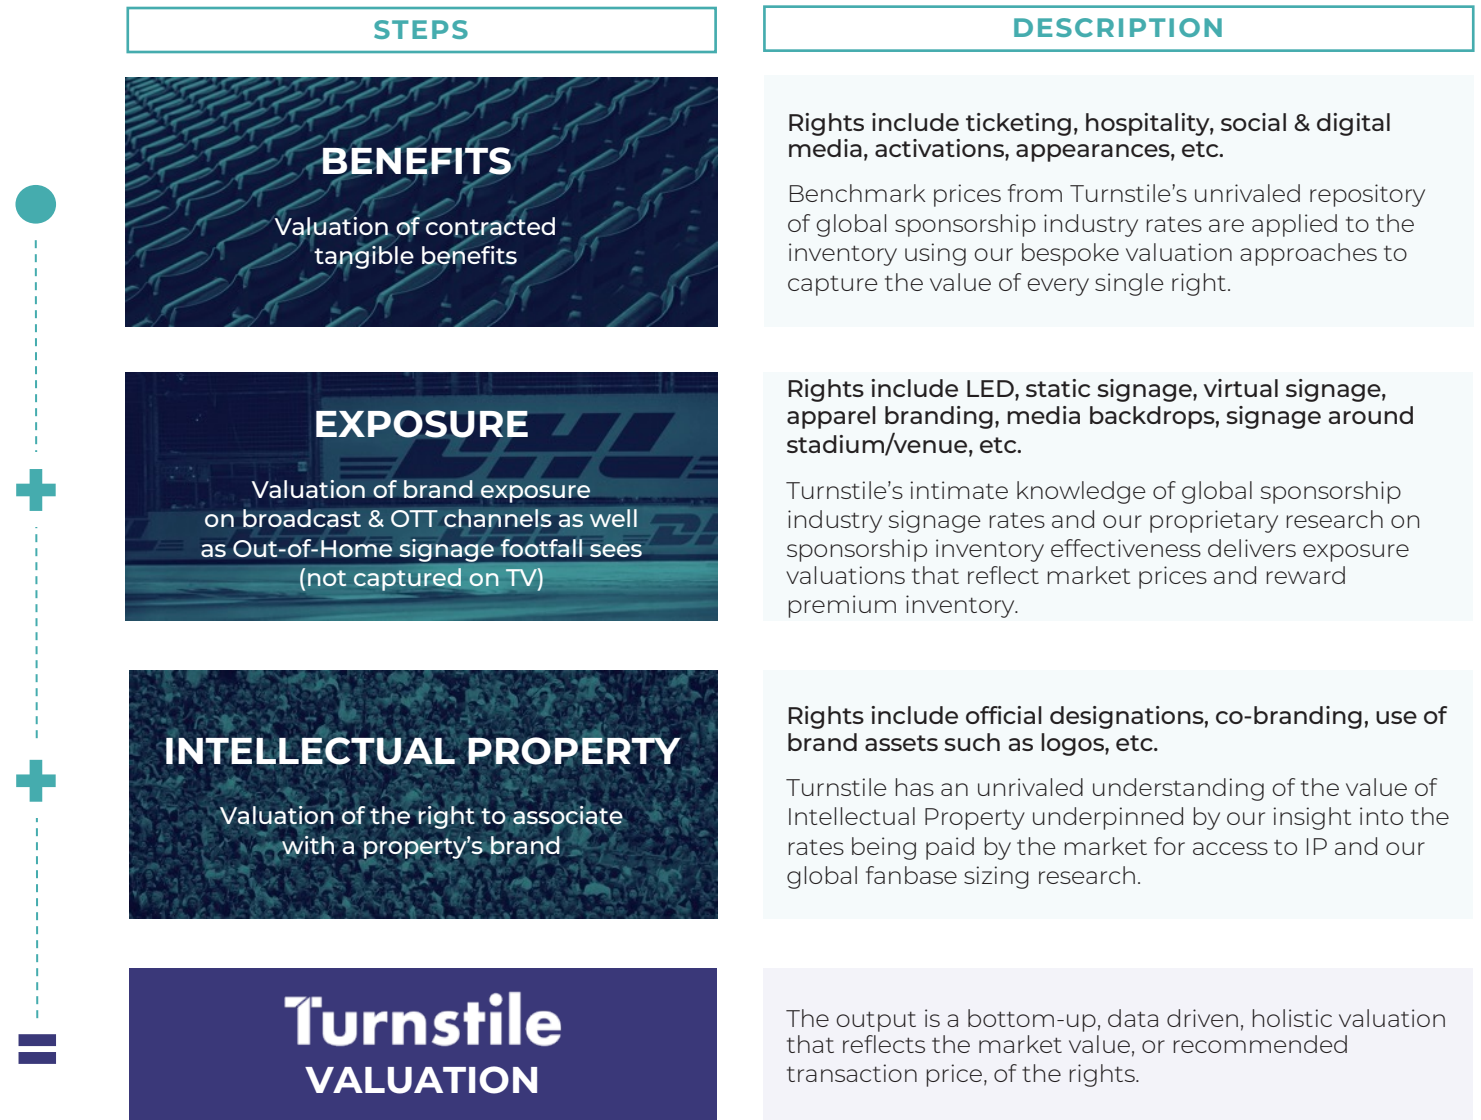 STEPS
DESCRIPTION
BENEFITS
Valuation of contracted
tangible benefits
Rights include ticketing, hospitality, social & digital
media, activations, appearances, etc.
Benchmark prices from Turnstile’s unrivaled repository
of global sponsorship industry rates are applied to the
inventory using our bespoke valuation approaches to
capture the value of every single right.
DHL
EXPOSURE
Valuation of brand exposure
on broadcast & OTT channels as well
as Out-of-Home signage footfall sees
(not captured on TV)
Rights include LED, static signage, virtual signage,
apparel branding, media backdrops, signage around
stadium/venue, etc.
Turnstile’s intimate knowledge of global sponsorship
industry signage rates and our proprietary research on
sponsorship inventory effectiveness delivers exposure
valuations that reflect market prices and reward
premium inventory.
INTELLECTUAL PROPERTY
Valuation of the right to associate
with a property’s brand
Rights include official designations, co-branding, use of
brand assets such as logos, etc.
Turnstile has an unrivaled understanding of the value of
Intellectual Property underpinned by our insight into the
rates being paid by the market for access to IP and our
global fanbase sizing research.
Turnstile
VALUATION
The output is a bottom-up, data driven, holistic valuation
that reflects the market value, or recommended
transaction price, of the rights.